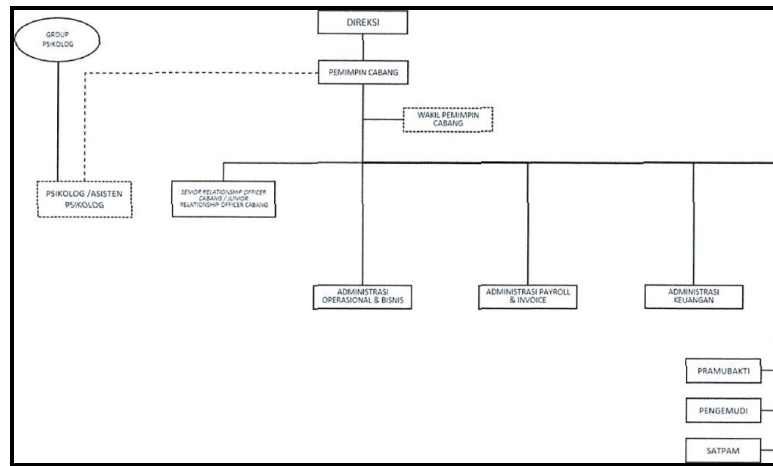 DIREKSI
GROUP
PSIKOLOG
PEMIMPIN CABANG
WAKIL PEMIMPIN
CABANG
PSIKOLOG /ASISTEN
PSIKOLOG
SENIOR RELATIONSHIP OFFICER
CABANG / JUNIOR
RELATIONSHIP OFFICER CABANG
ADMINISTRASI
OPERASIONAL & BISNIS
ADMINISTRASI PAYROLL
& INVOICE
ADMINISTRASI
KEUANGAN
PRAMUBAKTI
PENGEMUDI
SATPAM